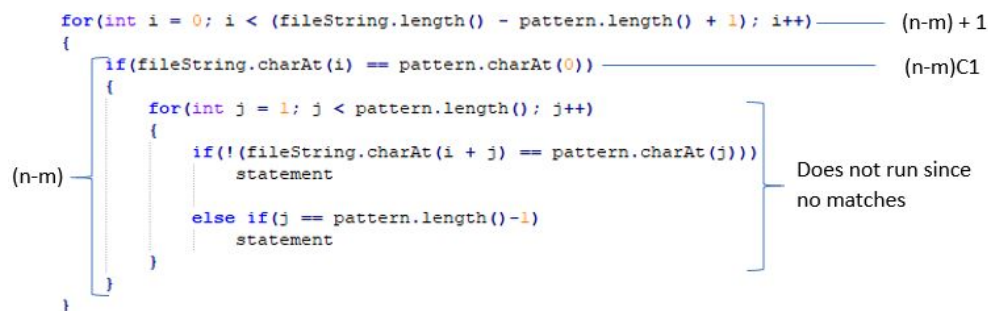 for(int i = 0; i < (fileString.length() - pattern.length() + 1); i++) (n-m) + 1
{
if(fileString.charAt(i) == pattern.charAt(0)) (n-m)C1
{
for(int j = 1; j < pattern.length(); j++)
{
if(!(fileString.charAt(i + j) == pattern.charAt(j)))
(n-m) statement Does not run since
no matches
else if(j == pattern.length()-1)
statement
}
}
}